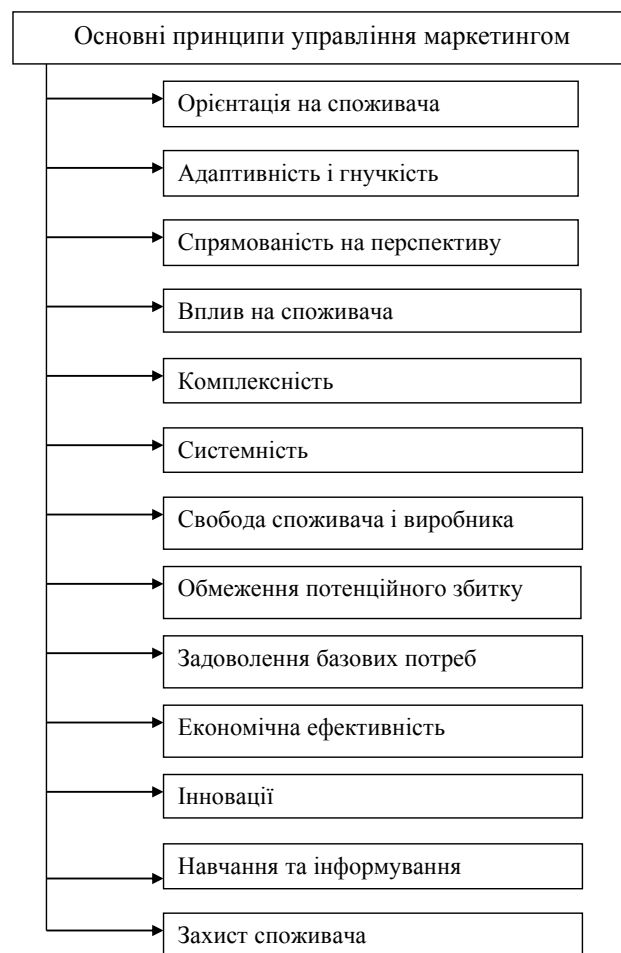 Основні принципи управління маркетингом
Орієнтація на споживача
Адаптивність і гнучкість
Спрямованість на перспективу
Вплив на споживача
Комплексність
Системність
Свобода споживача і виробника
Обмеження потенційного збитку
Задоволення базових потреб
Економічна ефективність
Інновації
Навчання та інформування
Захист споживача